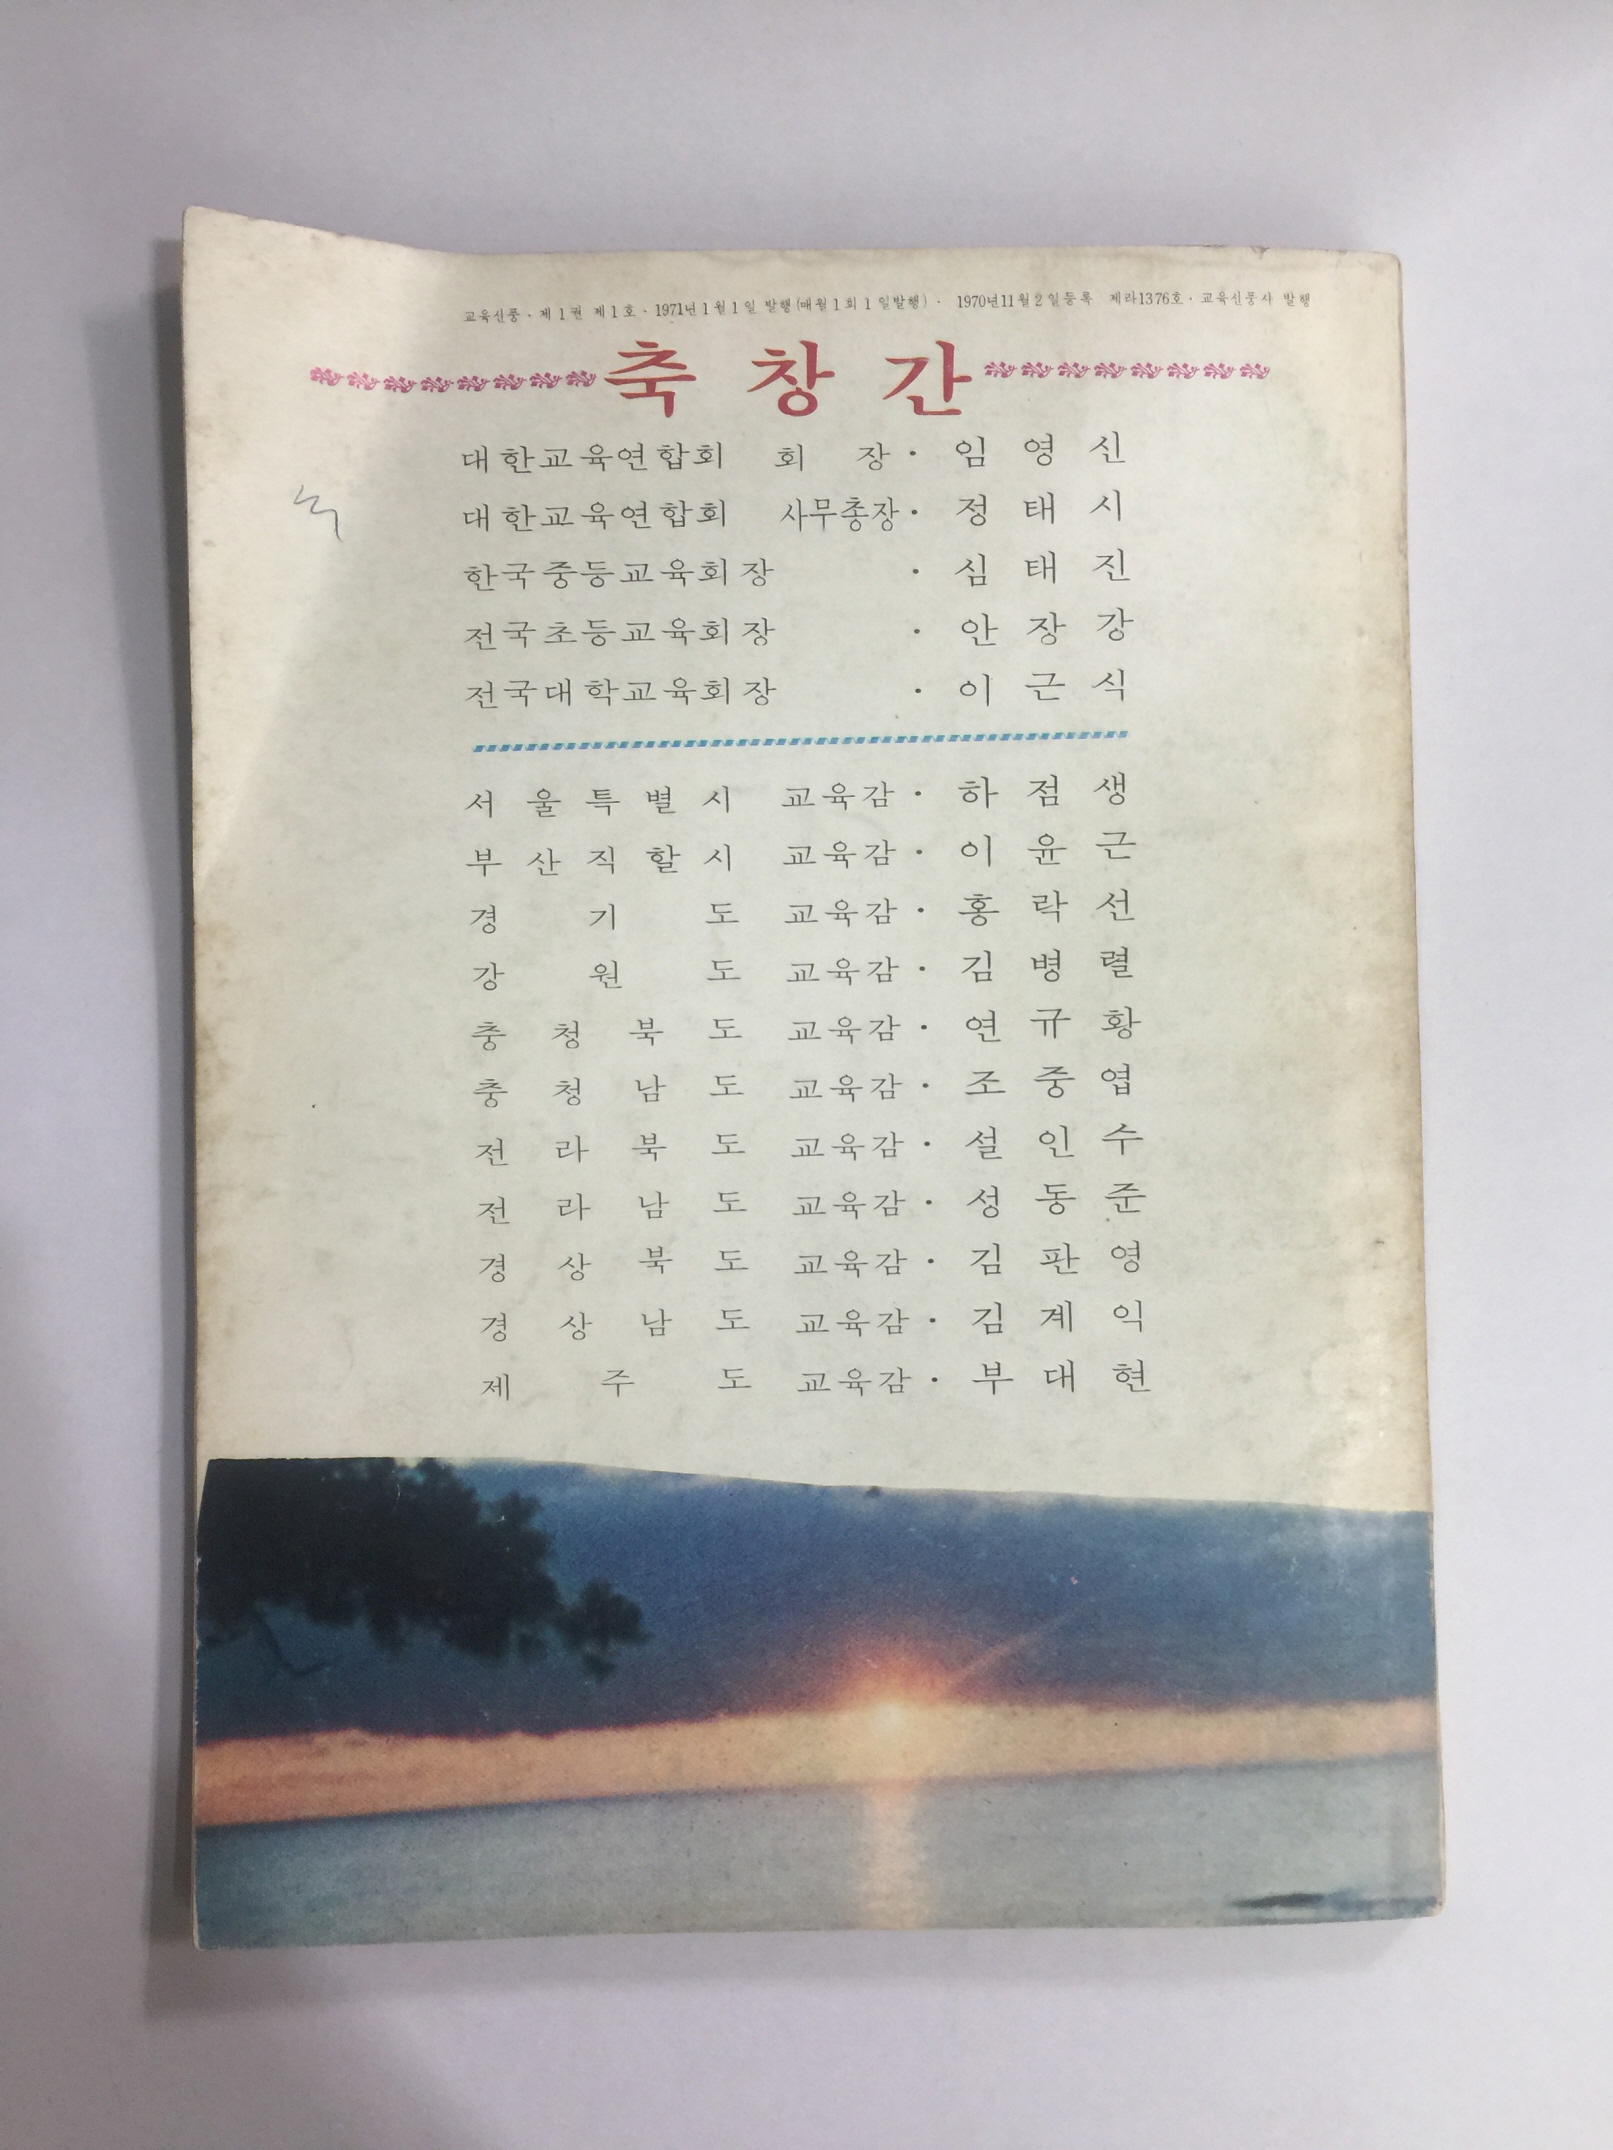 교육신풍·제1권 제1호·1971년1월1일 발행(매월1회1일발행)· 1970년11월2일등록 제라1376호·교육신풍사 발행
축 창 간
대한교육연합회 회 장· 임 영 신
대한교육연합회 사무총장· 정 태 시
한국중등교육회장 · 심 태 진
전국초등교육회장 · 안 장 강
전국대학교육회장 · 이 근 식
서 울 특 별 시 교육감· 하 점 생
부 산 직 할 시 교육감· 이 윤 근
경 기 도 교육감· 홍 락 선
강 원 도 교육감· 김 병 렬
충 청 북 도 교육감· 연 규 황
충 청 남 도 교육감· 조 중 엽
전 라 북 도 교육감· 설 인 수
전 라 남 도 교육감· 성 동 준
경 상 북 도 교육감· 김 판 영
경 상 남 도 교육감· 김 계 익
제 주 도 교육감· 부 대 현